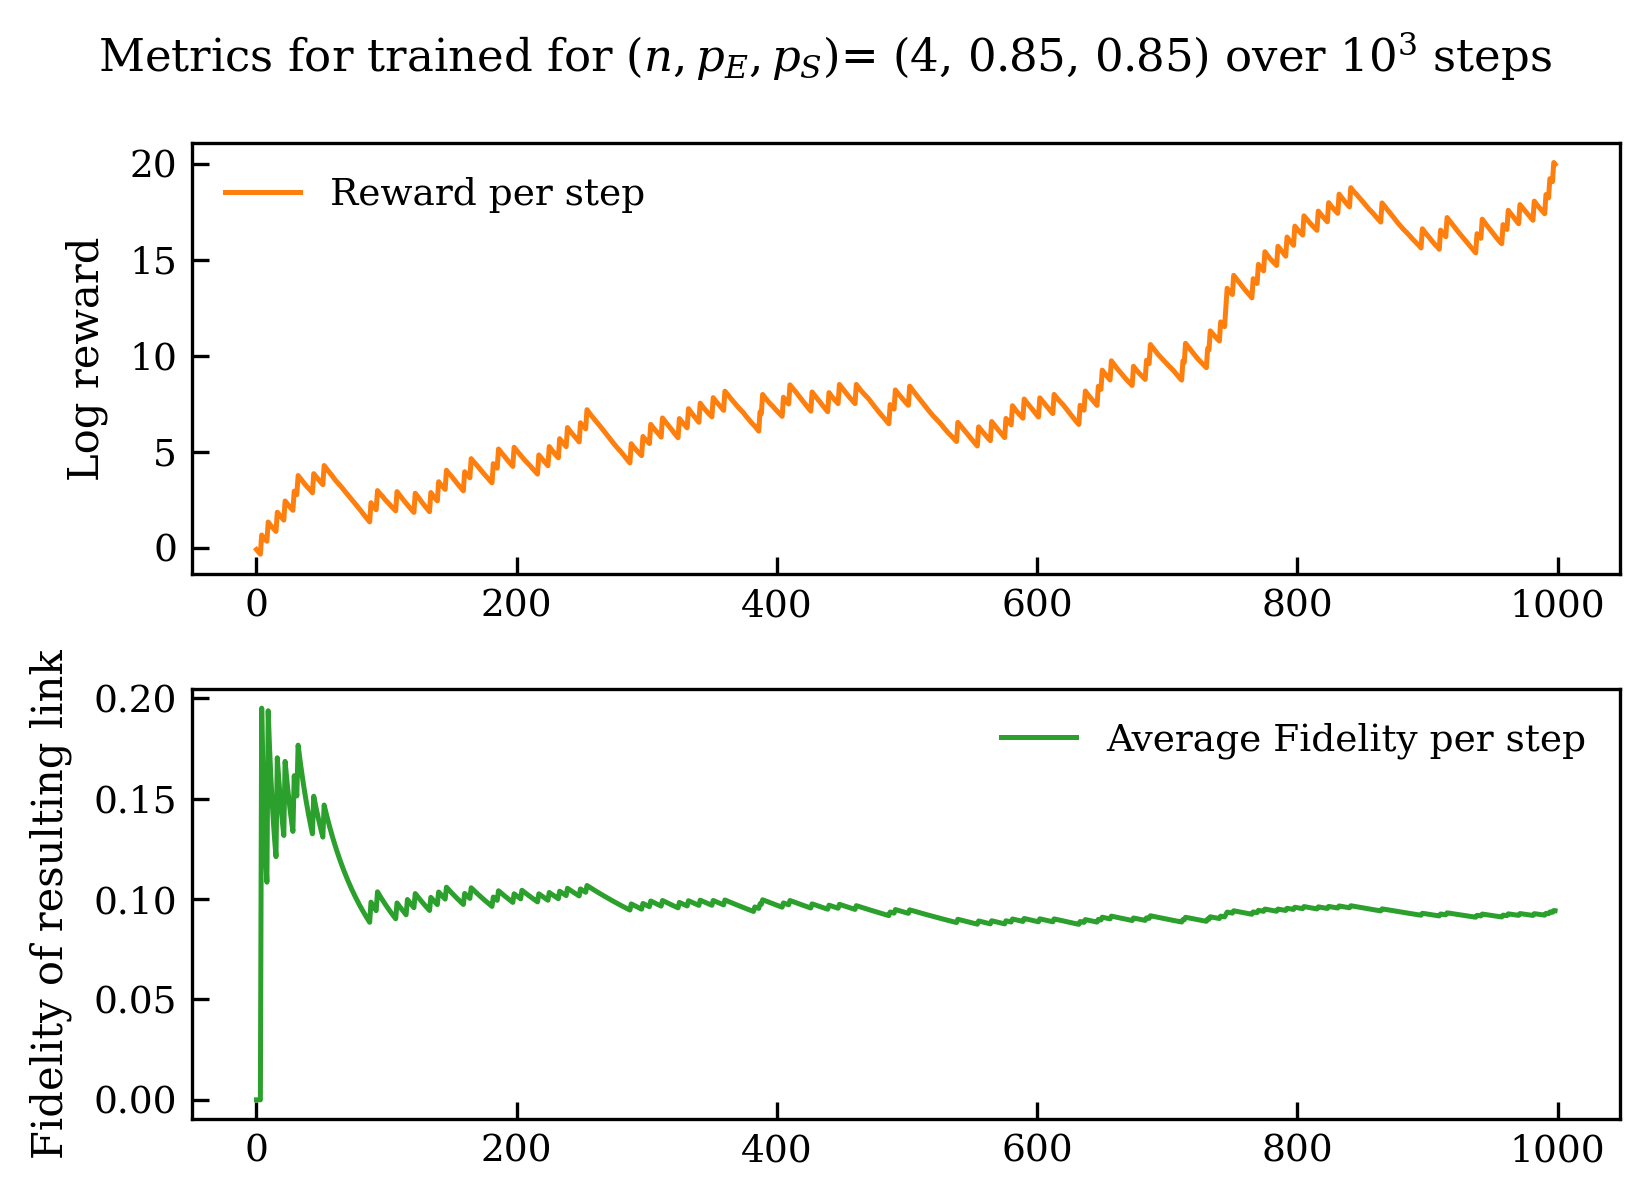 Metrics for trained for (n, p_E, p_S)= (4, 0.85, 0.85) over 10³ steps
20
15
10
5
0
Log reward
Reward per step
0 200 400 600 800 1000
0.20
0.15
0.10
0.05
0.00
Fidelity of resulting link
Average Fidelity per step
0 200 400 600 800 1000